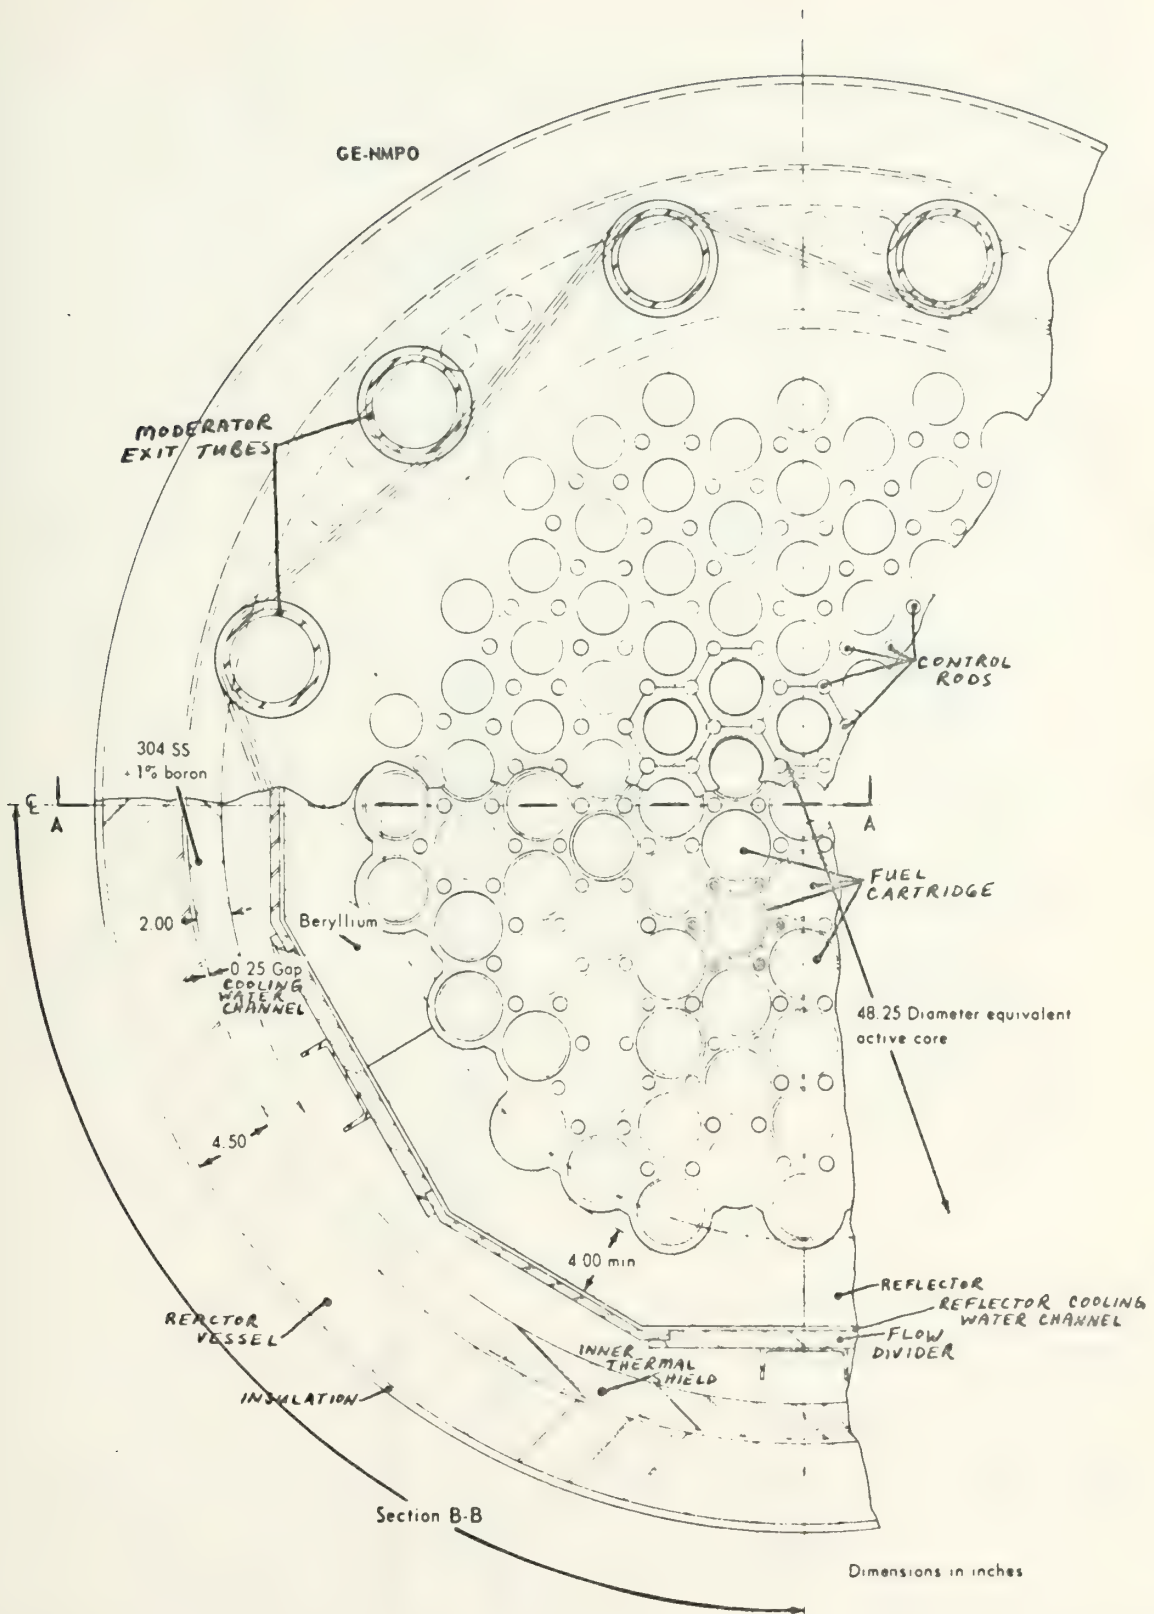 GE-NMPO
MODERATOR
EXIT TUBES
CONTROL
RODS
304 SS
+ 1% boron
℄
A
A
FUEL
CARTRIDGE
2.00
Beryllium
0.25 Gap
COOLING
WATER
CHANNEL
48.25 Diameter equivalent
active core
4.50
4.00 min
REFLECTOR
REFLECTOR COOLING
WATER CHANNEL
FLOW
DIVIDER
REACTOR
VESSEL
INNER
THERMAL
SHIELD
INSULATION
Section B-B
Dimensions in inches